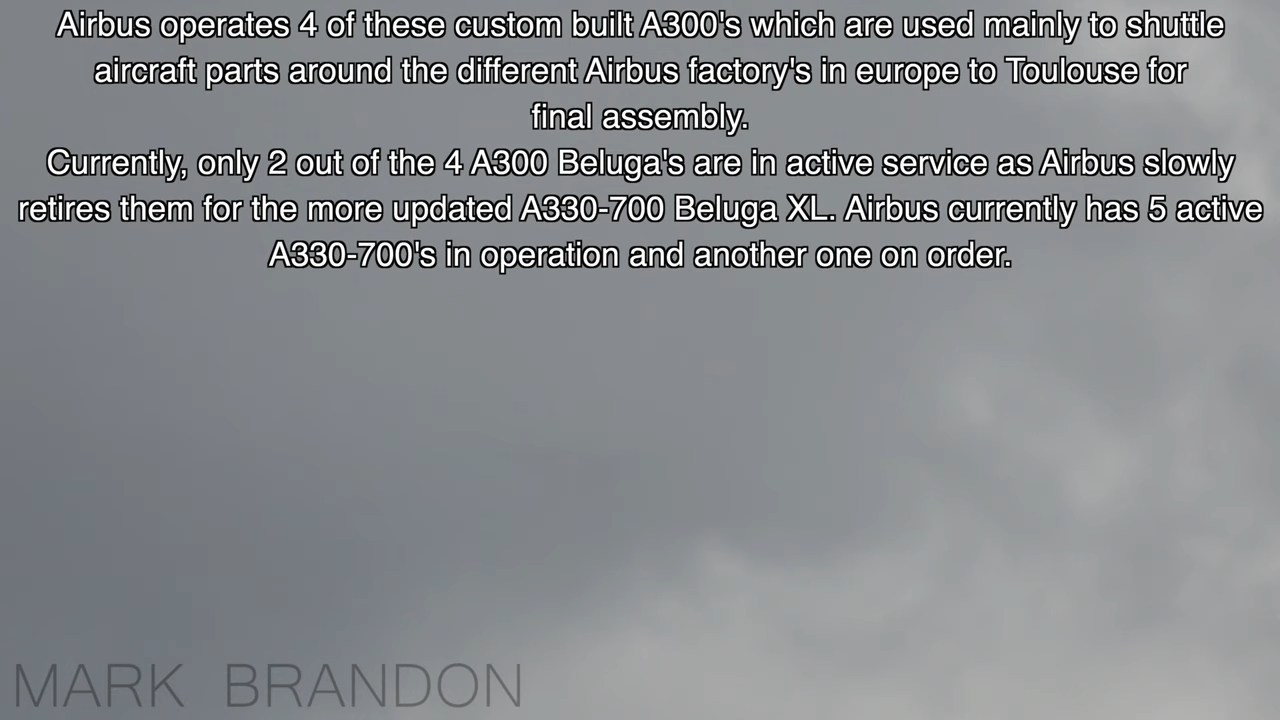 Airbus operates 4 of these custom built A300's which are used mainly to shuttle
aircraft parts around the different Airbus factory's in europe to Toulouse for
final assembly.
Currently, only 2 out of the 4 A300 Beluga's are in active service as Airbus slowly
retires them for the more updated A330-700 Beluga XL. Airbus currently has 5 active
A330-700's in operation and another one on order.
MARK BRANDON